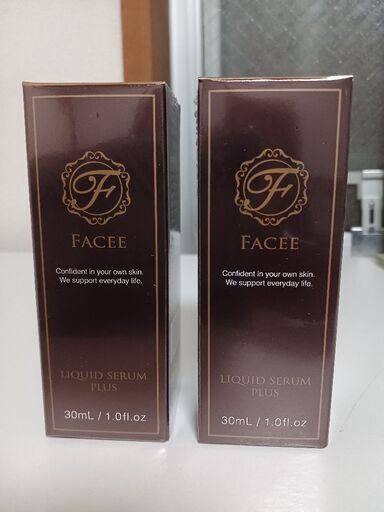 F
FACEE
Confident in your own skin.
We support everyday life.
LIQUID SERUM
PLUS
30mL / 1.0fl.oz
F
FACEE
Confident in your own skin.
We support everyday life.
LIQUID SERUM
PLUS
30mL / 1.0fl.oz